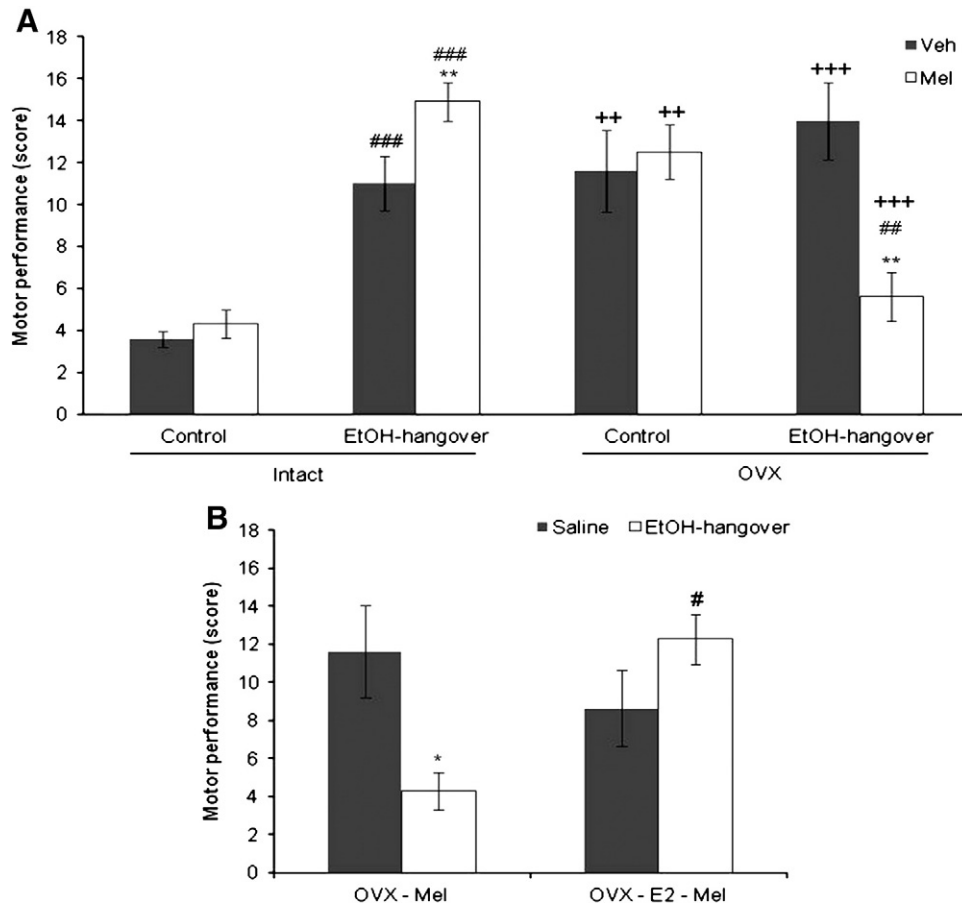 A
Motor performance (score)
18
16
14
12
10
8
6
4
2
0
Veh
Mel
###
###
**
++
++
+++
+++
##
**
Control
EtOH-hangover
Control
EtOH-hangover
Intact
OVX
B
Motor performance (score)
18
16
14
12
10
8
6
4
2
0
Saline
EtOH-hangover
*
#
OVX - Mel
OVX - E2 - Mel